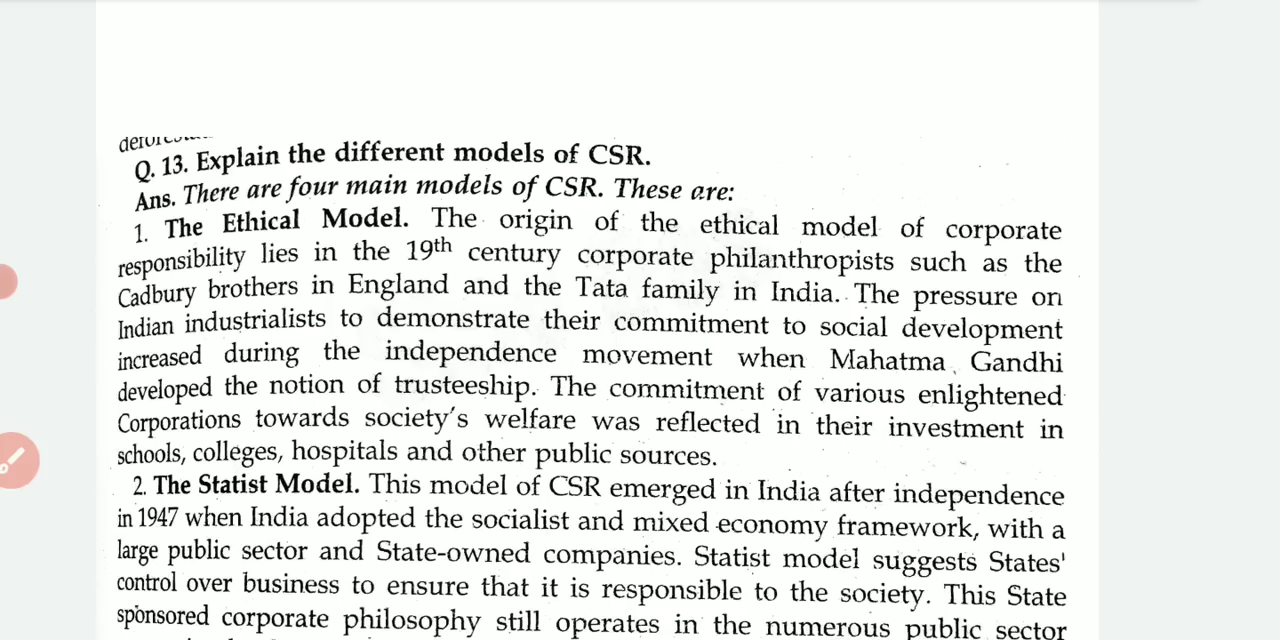 Q. 13. Explain the different models of CSR.
Ans. There are four main models of CSR. These are:
1. The Ethical Model. The origin of the ethical model of corporate
responsibility lies in the 19th century corporate philanthropists such as the
Cadbury brothers in England and the Tata family in India. The pressure on
Indian industrialists to demonstrate their commitment to social development
increased during the independence movement when Mahatma Gandhi
developed the notion of trusteeship. The commitment of various enlightened
Corporations towards society's welfare was reflected in their investment in
schools, colleges, hospitals and other public sources.
2. The Statist Model. This model of CSR emerged in India after independence
in 1947 when India adopted the socialist and mixed economy framework, with a
large public sector and State-owned companies. Statist model suggests States'
control over business to ensure that it is responsible to the society. This State
sponsored corporate philosophy still operates in the numerous public sector